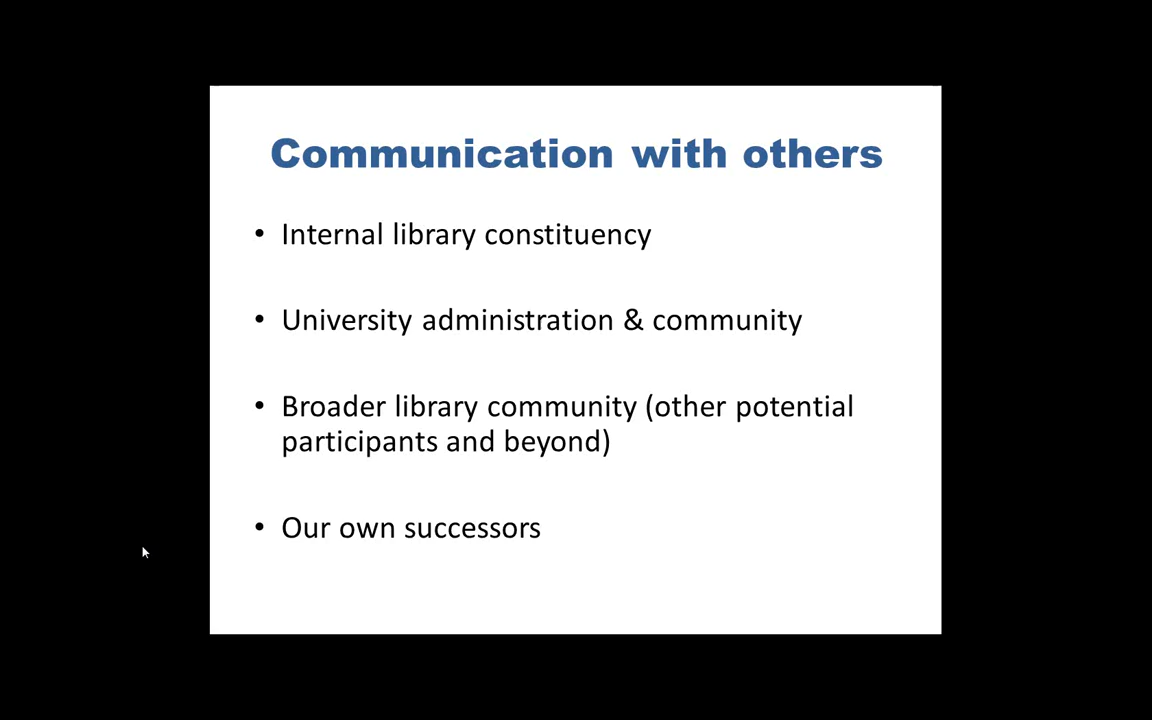 Communication with others
• Internal library constituency
• University administration & community
• Broader library community (other potential
participants and beyond)
• Our own successors